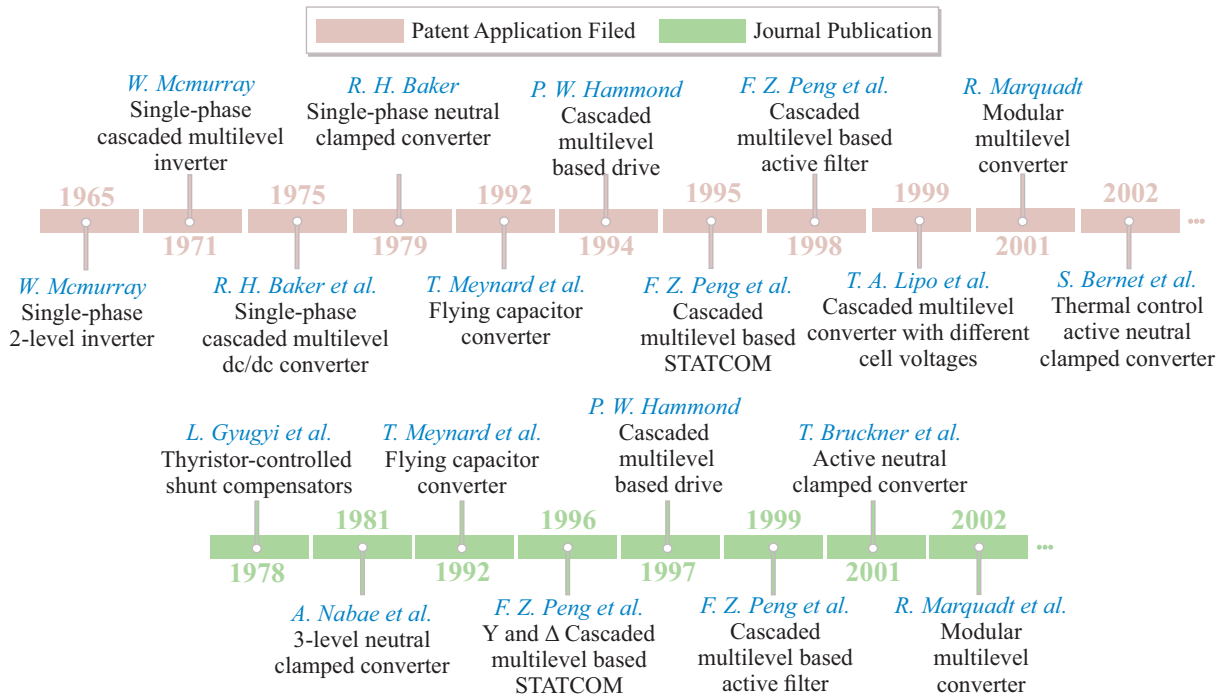 Patent Application Filed
Journal Publication
W. Mcmurray
Single-phase
cascaded multilevel
inverter
R. H. Baker
Single-phase neutral
clamped converter
P. W. Hammond
Cascaded
multilevel
based drive
F. Z. Peng et al.
Cascaded
multilevel based
active filter
R. Marquadt
Modular
multilevel
converter
1965
1971
1975
1979
1992
1994
1995
1998
1999
2001
2002
...
W. Mcmurray
Single-phase
2-level inverter
R. H. Baker et al.
Single-phase
cascaded multilevel
dc/dc converter
T. Meynard et al.
Flying capacitor
converter
F. Z. Peng et al.
Cascaded
multilevel based
STATCOM
T. A. Lipo et al.
Cascaded multilevel
converter with different
cell voltages
S. Bernet et al.
Thermal control
active neutral
clamped converter
L. Gyugyi et al.
Thyristor-controlled
shunt compensators
T. Meynard et al.
Flying capacitor
converter
P. W. Hammond
Cascaded
multilevel
based drive
T. Bruckner et al.
Active neutral
clamped converter
1978
1981
1992
1996
1997
1999
2001
2002
...
A. Nabae et al.
3-level neutral
clamped converter
F. Z. Peng et al.
Y and Δ Cascaded
multilevel based
STATCOM
F. Z. Peng et al.
Cascaded
multilevel based
active filter
R. Marquadt et al.
Modular
multilevel
converter